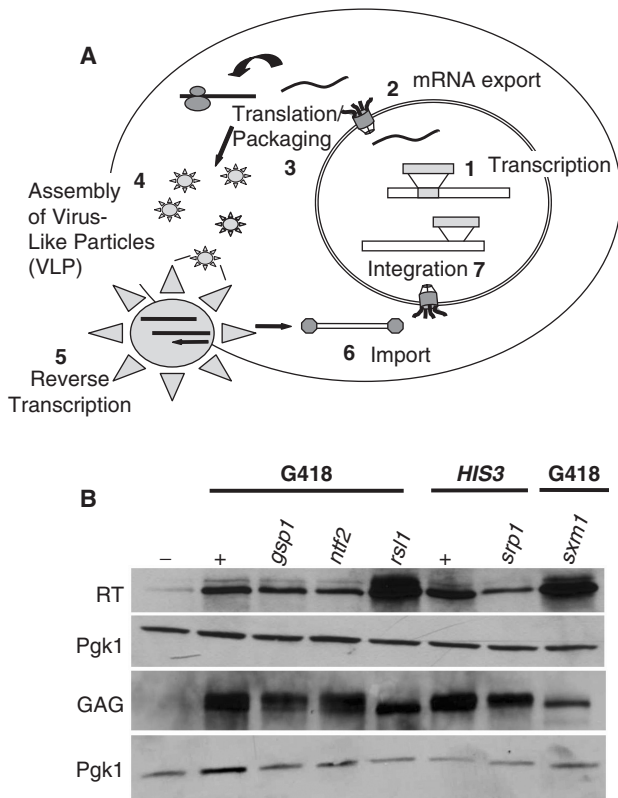 A
2 mRNA export
Translation/
Packaging
3
1 Transcription
4
Assembly
of Virus-
Like Particles
(VLP)
Integration 7
5
Reverse
Transcription
6 Import
B
G418 HIS3 G418
– + gsp1 ntf2 rsl1 + srp1 sxm1
RT
Pgk1
GAG
Pgk1